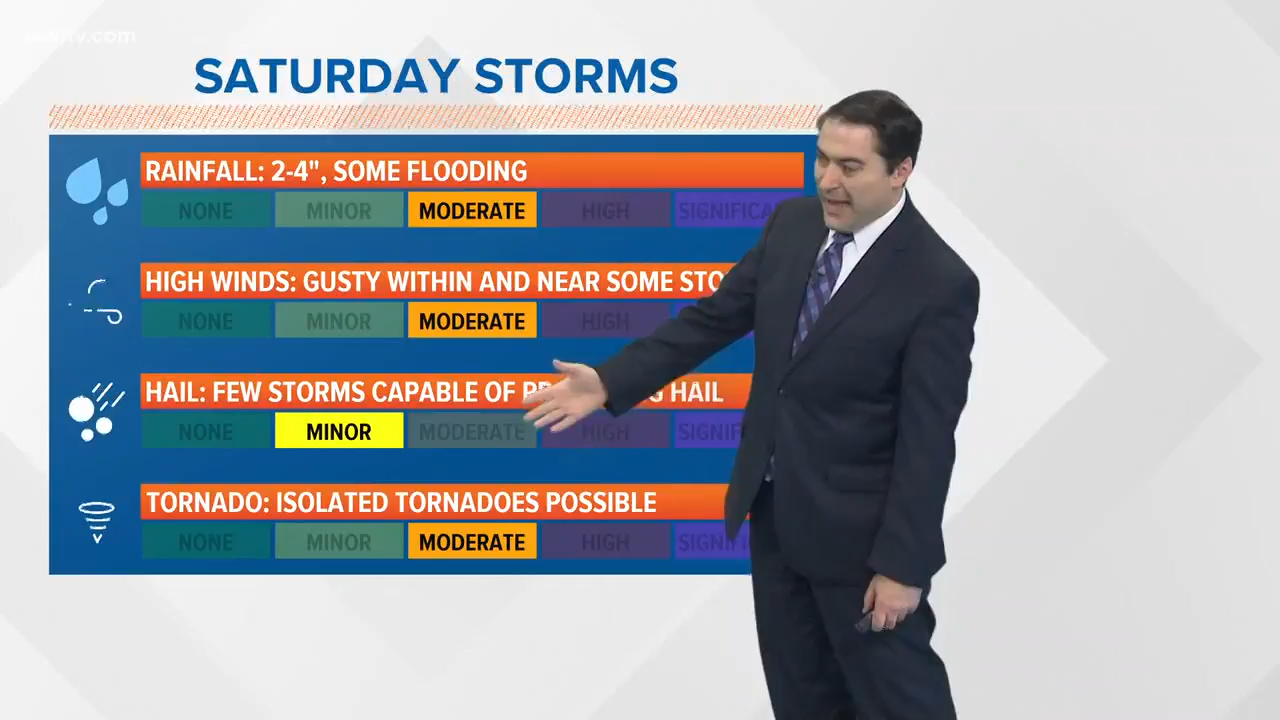 SATURDAY STORMS
RAINFALL: 2-4", SOME FLOODING
NONE MINOR MODERATE HIGH
HIGH WINDS: GUSTY WITHIN AND NEAR SOME
NONE MINOR MODERATE HIGH
HAIL: FEW STORMS CAPABLE OF HAIL
NONE MINOR MODERATE HIGH
TORNADO: ISOLATED TORNADOES POSSIBLE
NONE MINOR MODERATE HIGH